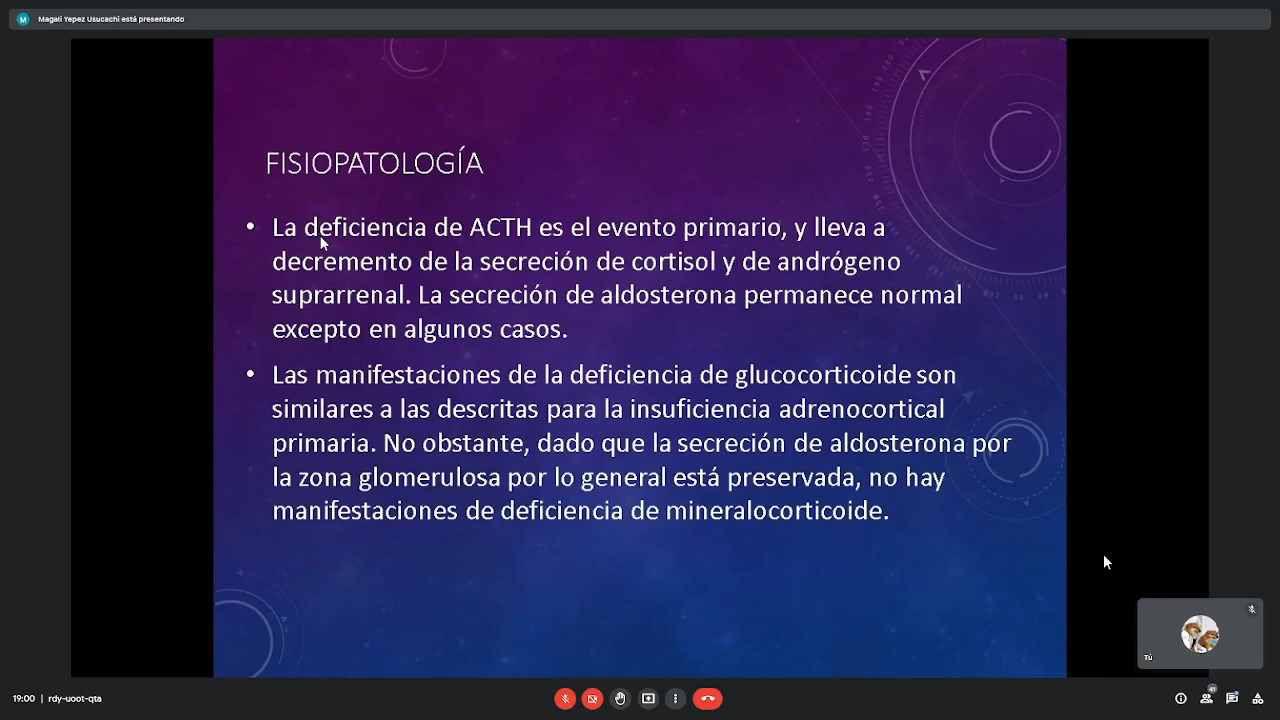 M Magali Yepez Usucachi está presentando
FISIOPATOLOGÍA
• La deficiencia de ACTH es el evento primario, y lleva a
decremento de la secreción de cortisol y de andrógeno
suprarrenal. La secreción de aldosterona permanece normal
excepto en algunos casos.
• Las manifestaciones de la deficiencia de glucocorticoide son
similares a las descritas para la insuficiencia adrenocortical
primaria. No obstante, dado que la secreción de aldosterona por
la zona glomerulosa por lo general está preservada, no hay
manifestaciones de deficiencia de mineralocorticoide.
Tú
19:00 | rdy-uoot-qta
41